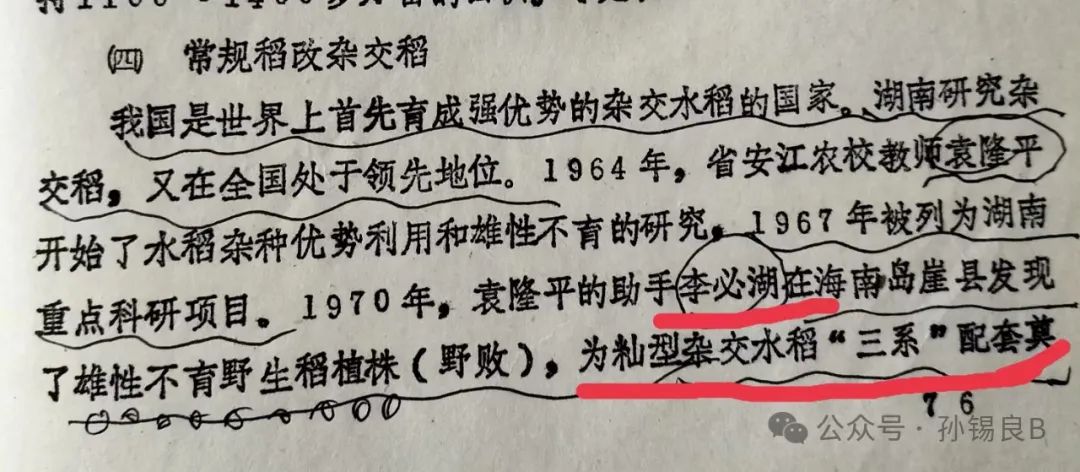 ㈣ 常规稻改杂交稻
我国是世界上首先育成强优势的杂交水稻的国家。湖南研究杂
交稻，又在全国处于领先地位。1964年，省安江农校教师袁隆平
开始了水稻杂种优势利用和雄性不育的研究，1967年被列为湖南
重点科研项目。1970年，袁隆平的助手李必湖在海南岛崖县发现
了雄性不育野生稻植株(野败)，为籼型杂交水稻“三系”配套奠
76
公众号·孙锡良B